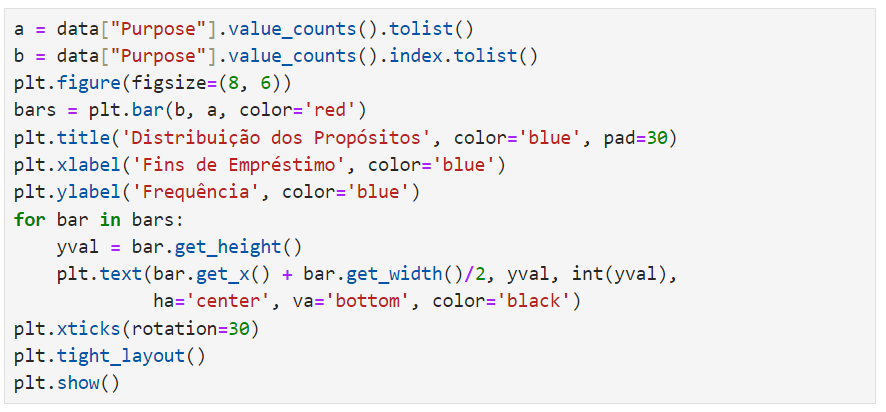 a = data["Purpose"].value_counts().tolist()
b = data["Purpose"].value_counts().index.tolist()
plt.figure(figsize=(8, 6))
bars = plt.bar(b, a, color='red')
plt.title('Distribuição dos Propósitos', color='blue', pad=30)
plt.xlabel('Fins de Empréstimo', color='blue')
plt.ylabel('Frequência', color='blue')
for bar in bars:
    yval = bar.get_height()
    plt.text(bar.get_x() + bar.get_width()/2, yval, int(yval),
             ha='center', va='bottom', color='black')
plt.xticks(rotation=30)
plt.tight_layout()
plt.show()